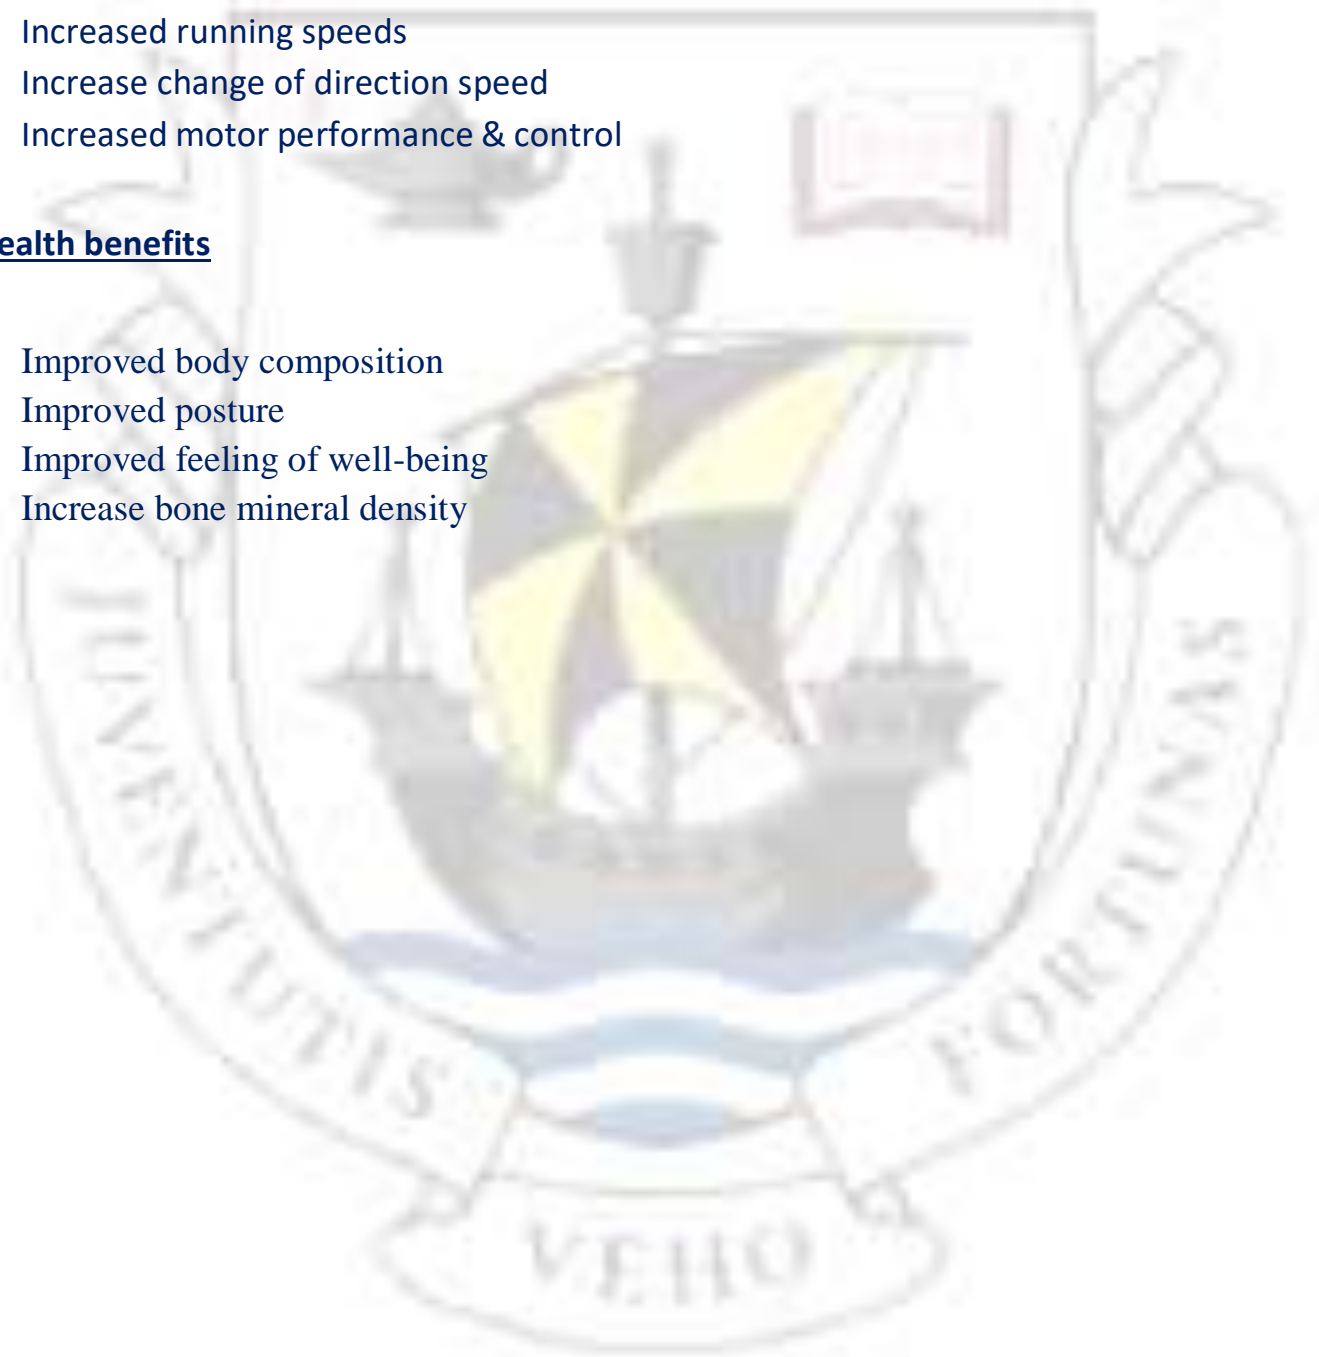 Increased running speeds
Increase change of direction speed
Increased motor performance & control
ealth benefits
Improved body composition
Improved posture
Improved feeling of well-being
Increase bone mineral density
JUVENTUTIS
VEHO
FORTUNAS